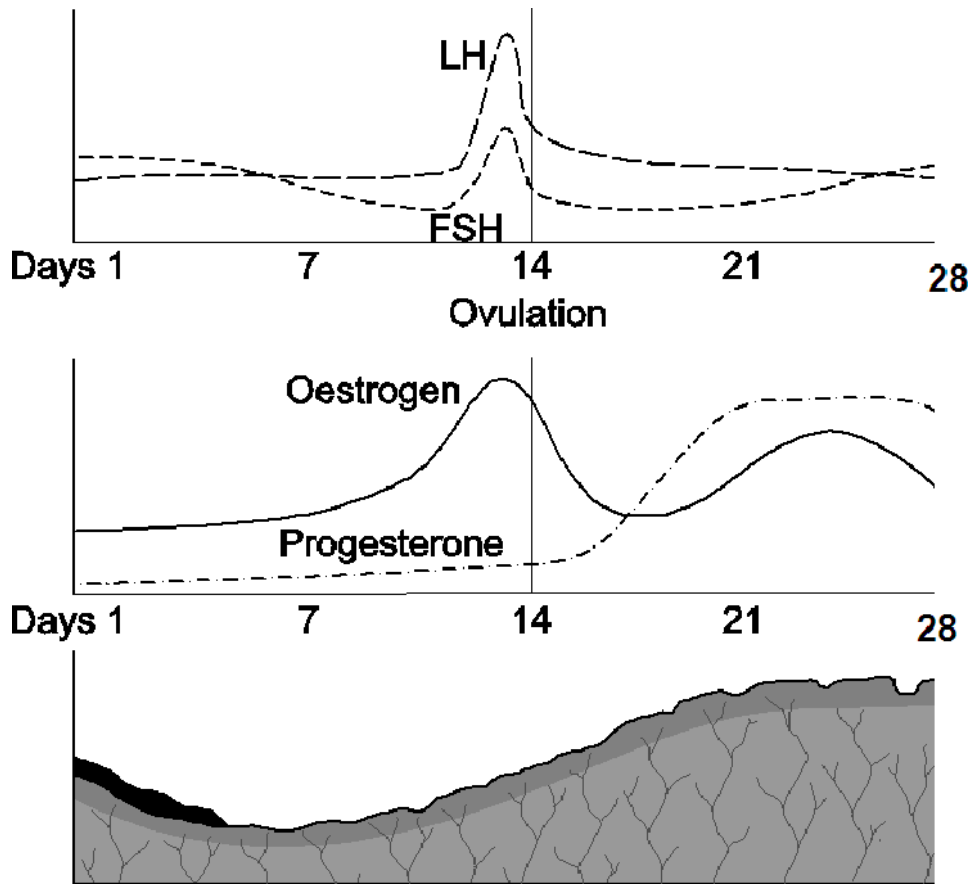 LH
FSH
Days 1 7 14 21 28
Ovulation
Oestrogen
Progesterone
Days 1 7 14 21 28